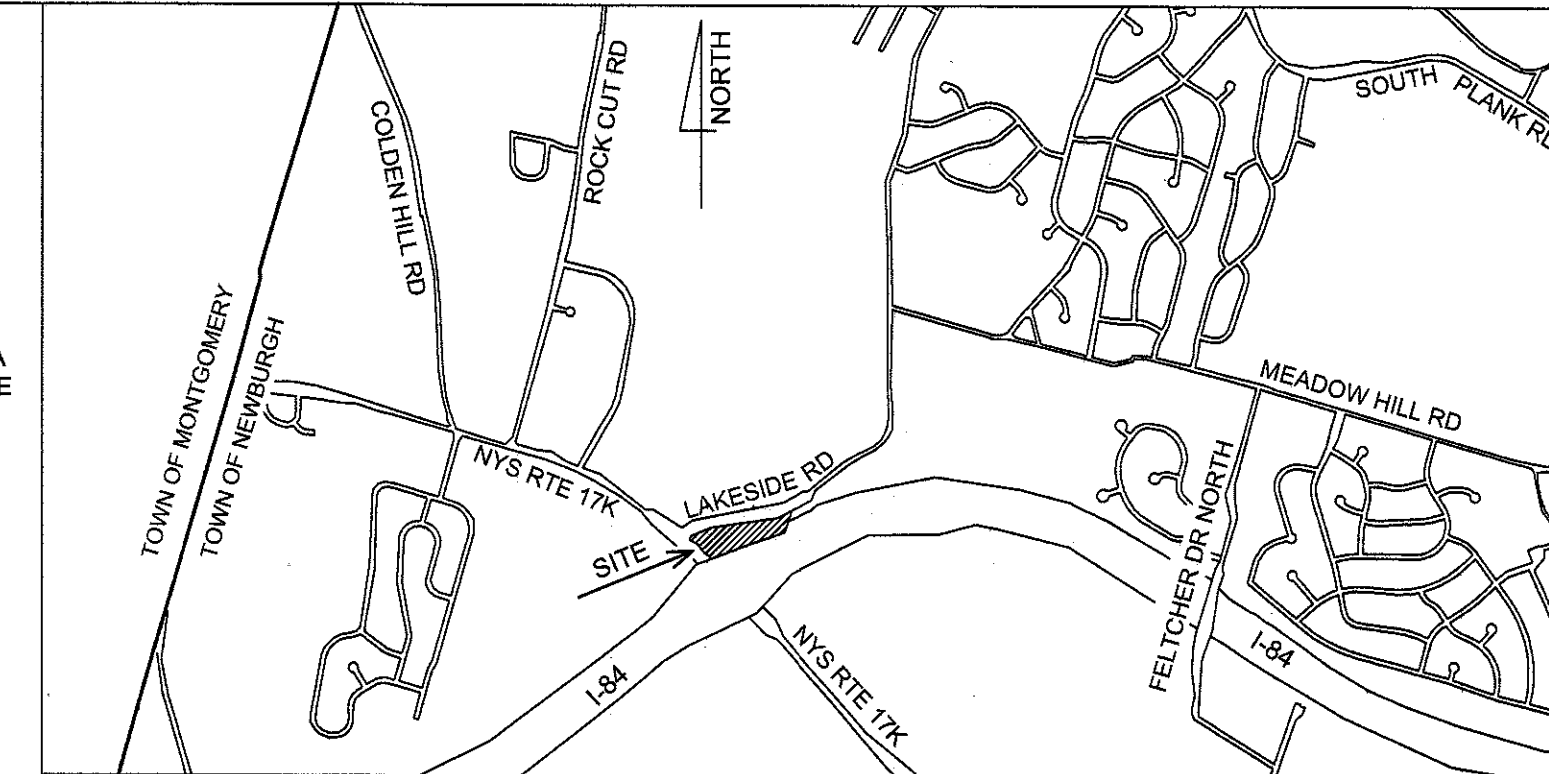 NORTH
SOUTH PLANK RD
COLDEN HILL RD
ROCK CUT RD
TOWN OF MONTGOMERY
TOWN OF NEWBURGH
MEADOW HILL RD
NYS RTE 17K
LAKESIDE RD
SITE
FELTCHER DR NORTH
I-84
I-84
NYS RTE 17K